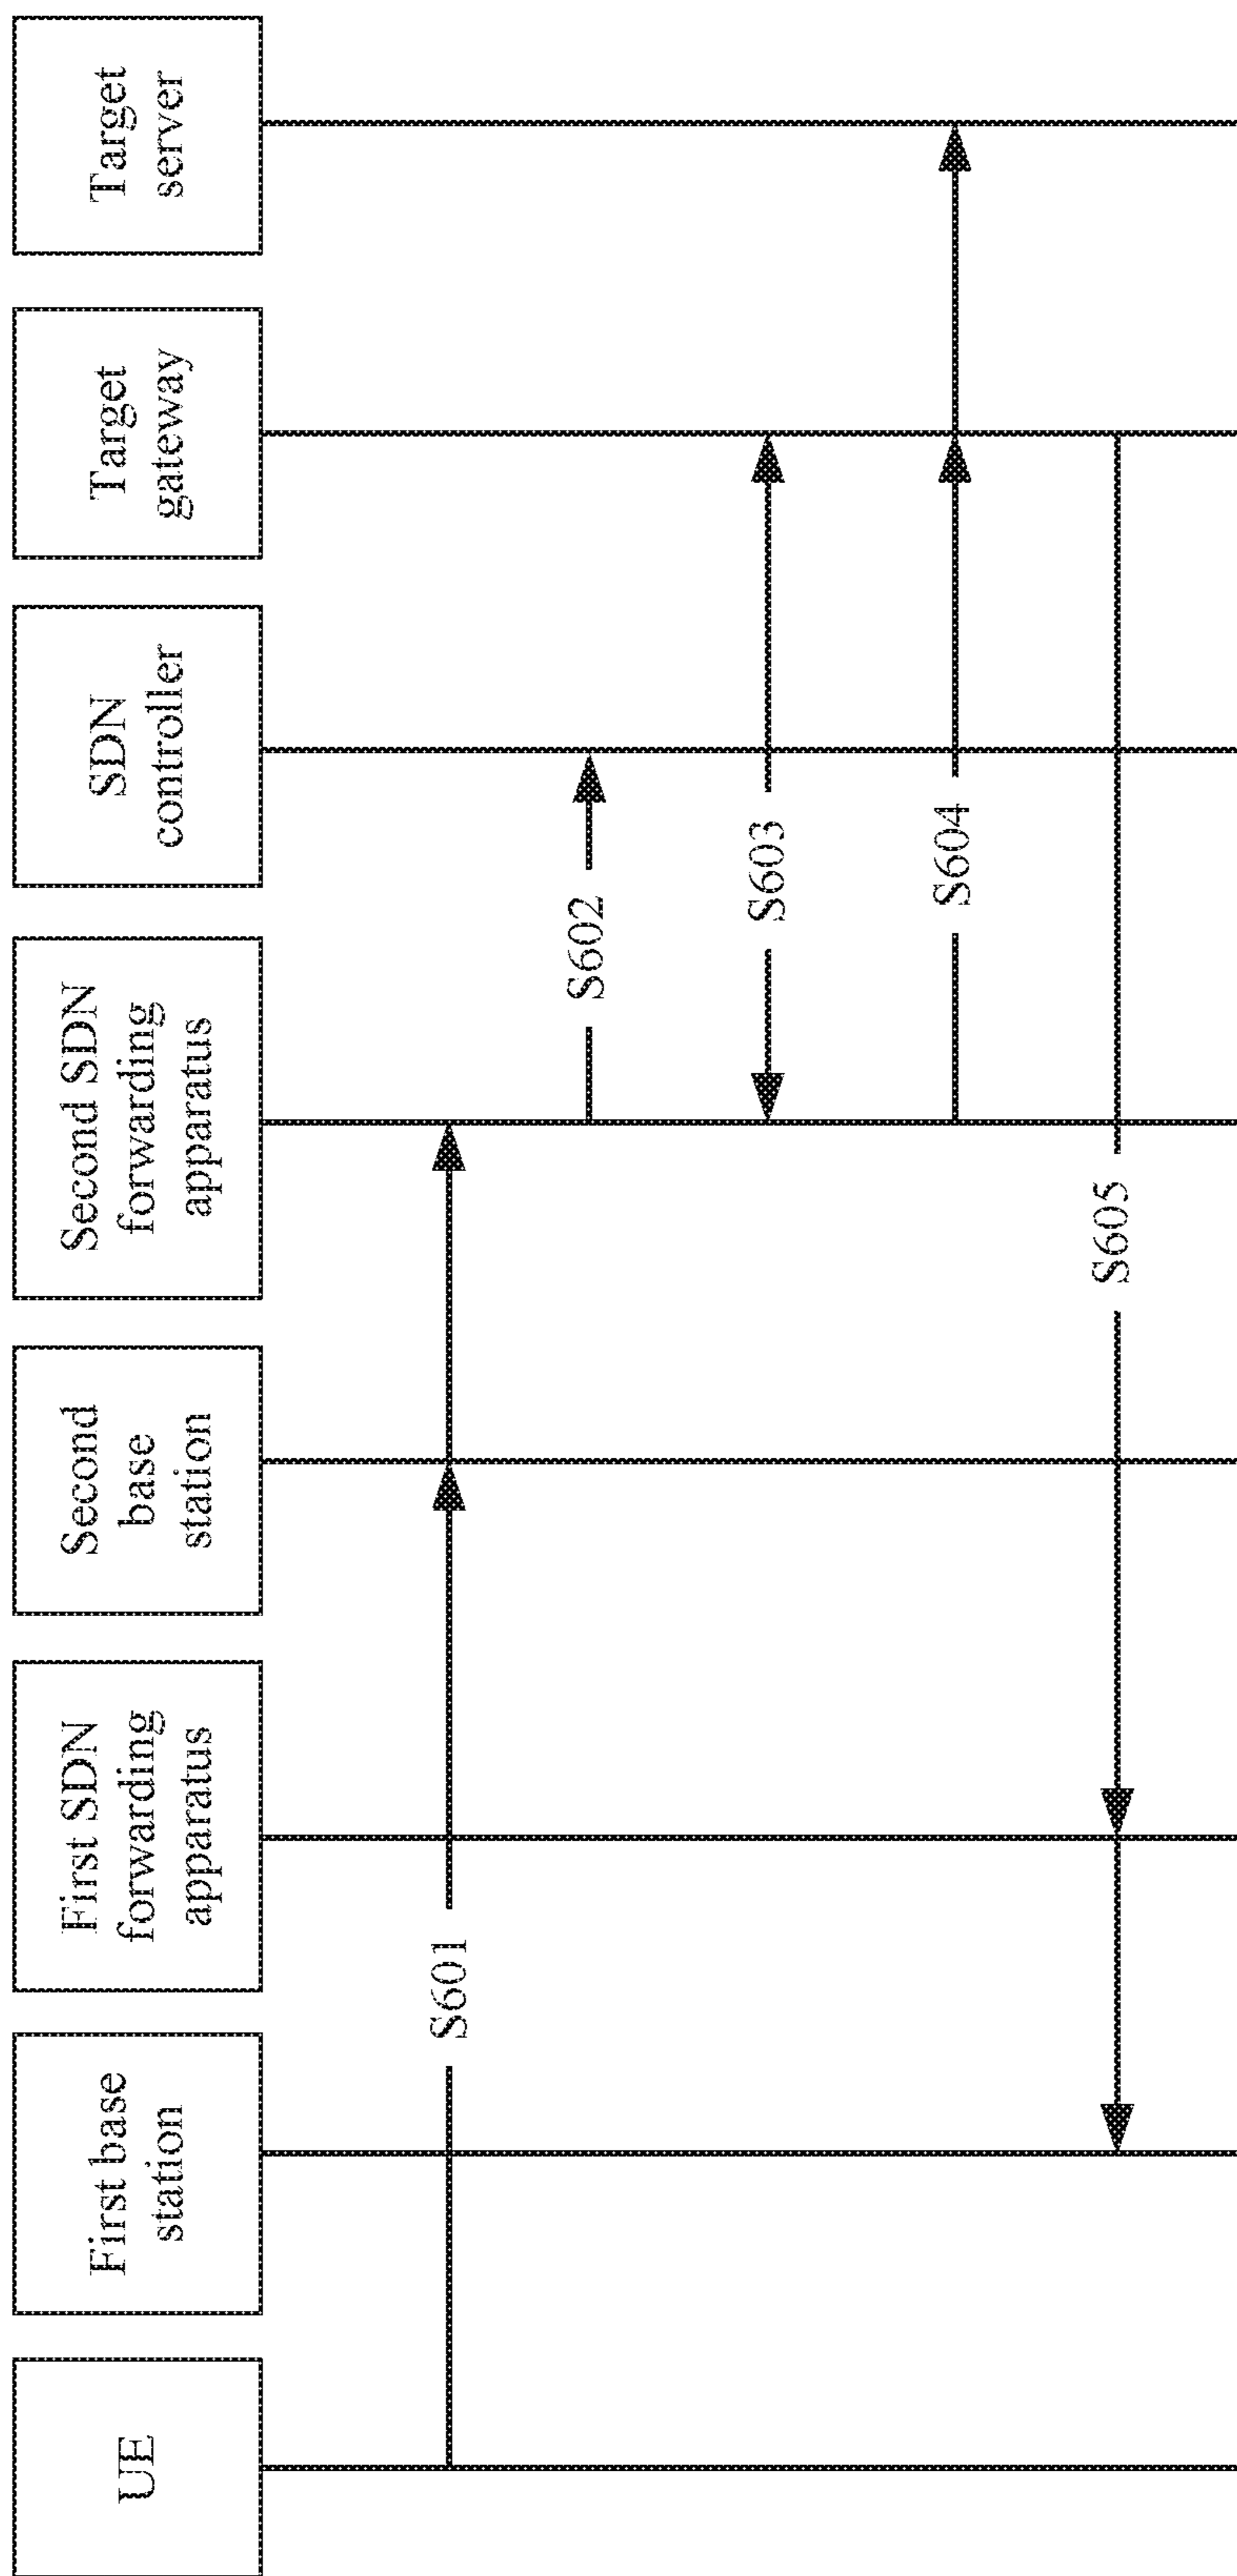 UE
First base
station
First SDN
forwarding
apparatus
Second
base
station
Second SDN
forwarding
apparatus
SDN
controller
Target
gateway
Target
server
S601
S602
S603
S604
S605